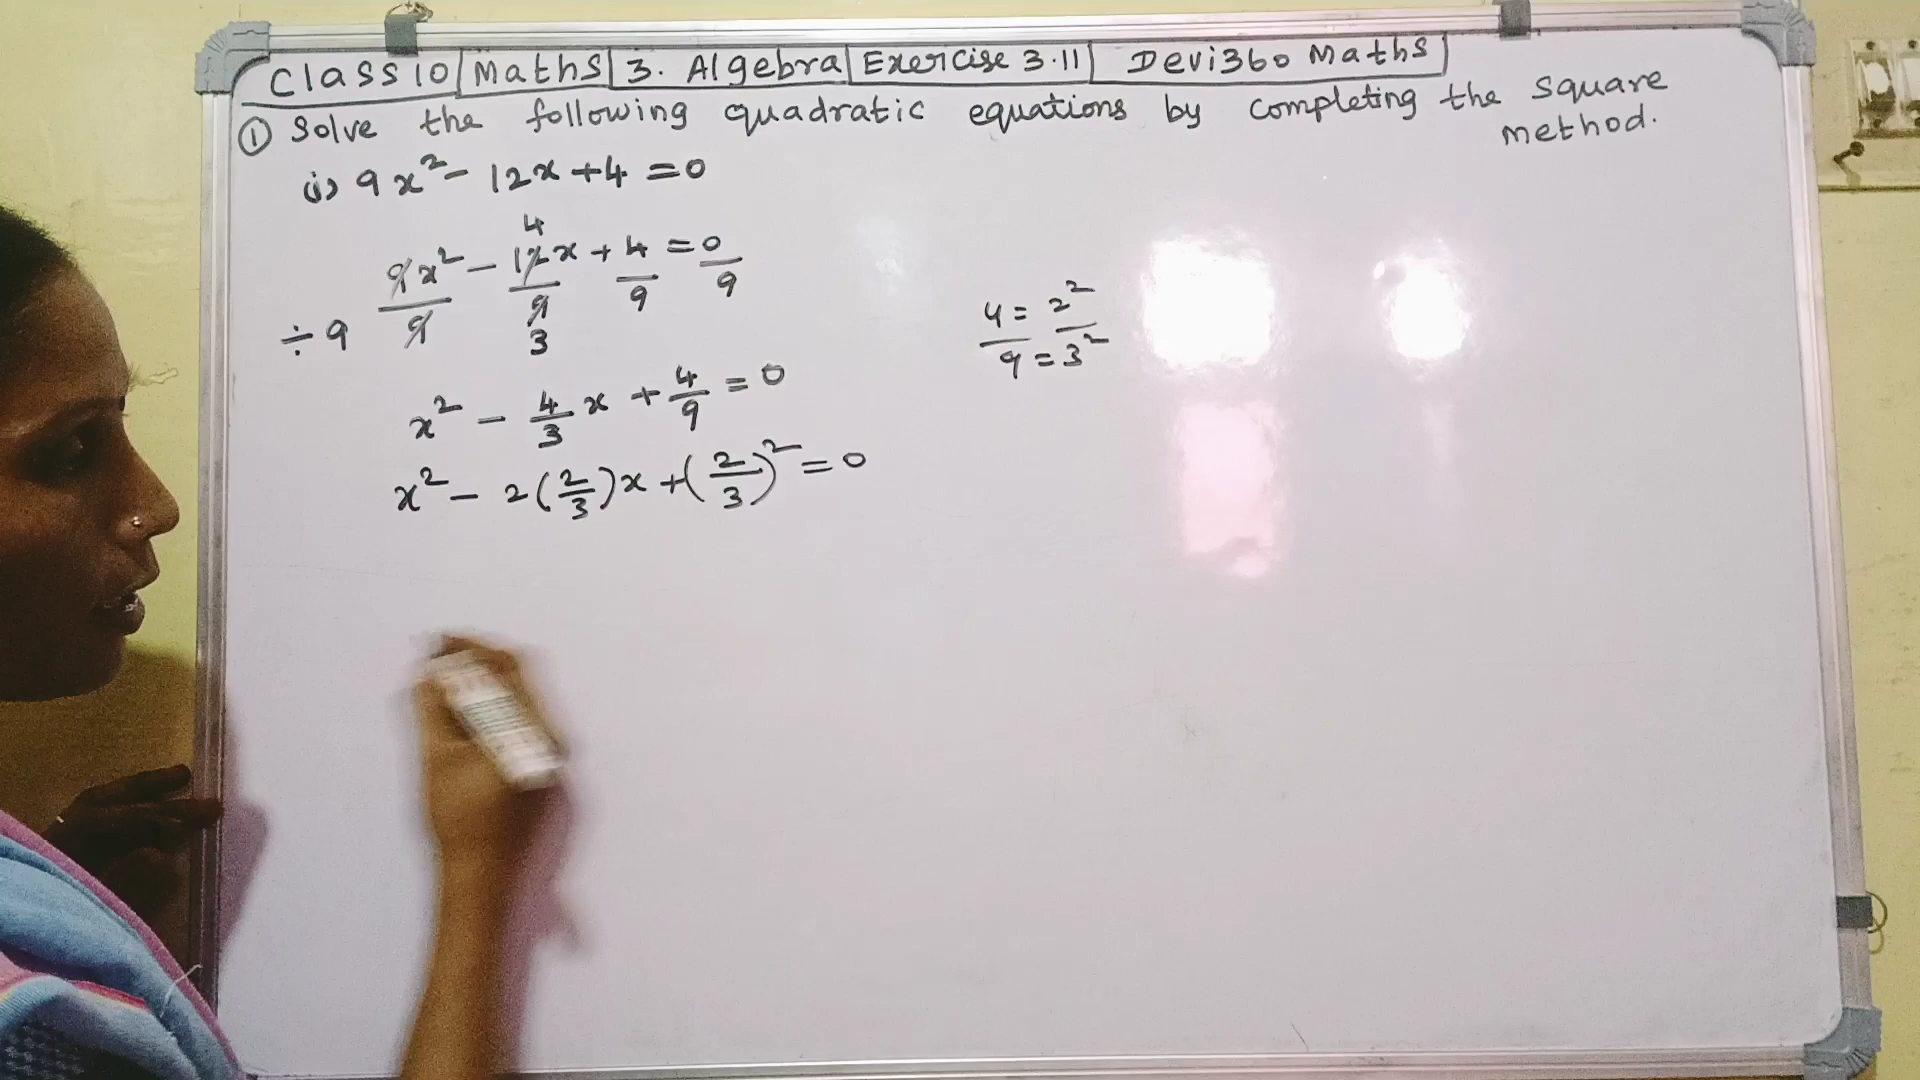 Class 10 | Maths | 3. Algebra | Exercise 3.11 | Devi360 Maths
① Solve the following quadratic equations by completing the square method.
(i) 9x² - 12x + 4 = 0
÷9 9x²/9 - 12x/9 + 4/9 = 0/9
4
3
x² - 4/3 x + 4/9 = 0
x² - 2(2/3)x + (2/3)² = 0
4 = 2²
9 = 3²